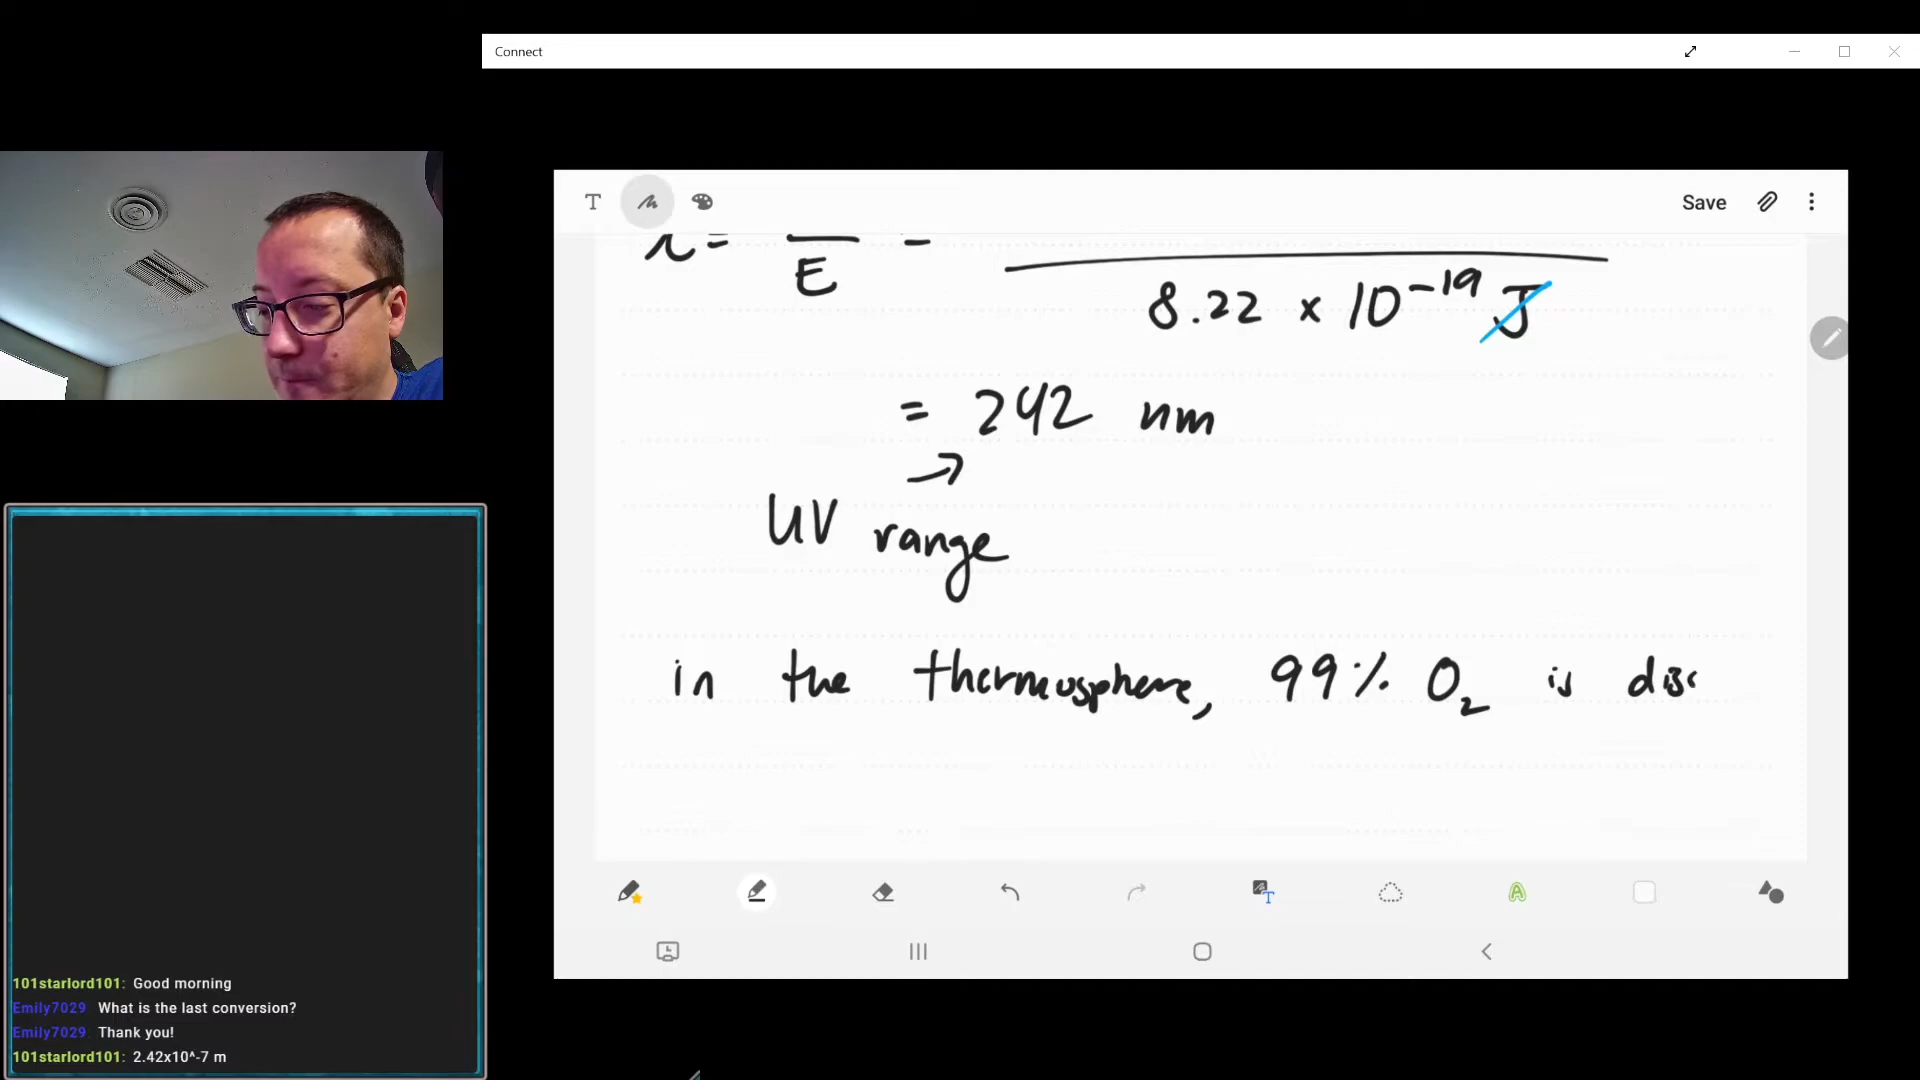 Connect
T
Save
λ = —
E
8.22 x 10-19 J
= 242 nm
→
UV range
in the thermosphere, 99% O2 is disc
T
A
101starlord101: Good morning
Emily7029 What is the last conversion?
Emily7029 Thank you!
101starlord101: 2.42x10^-7 m